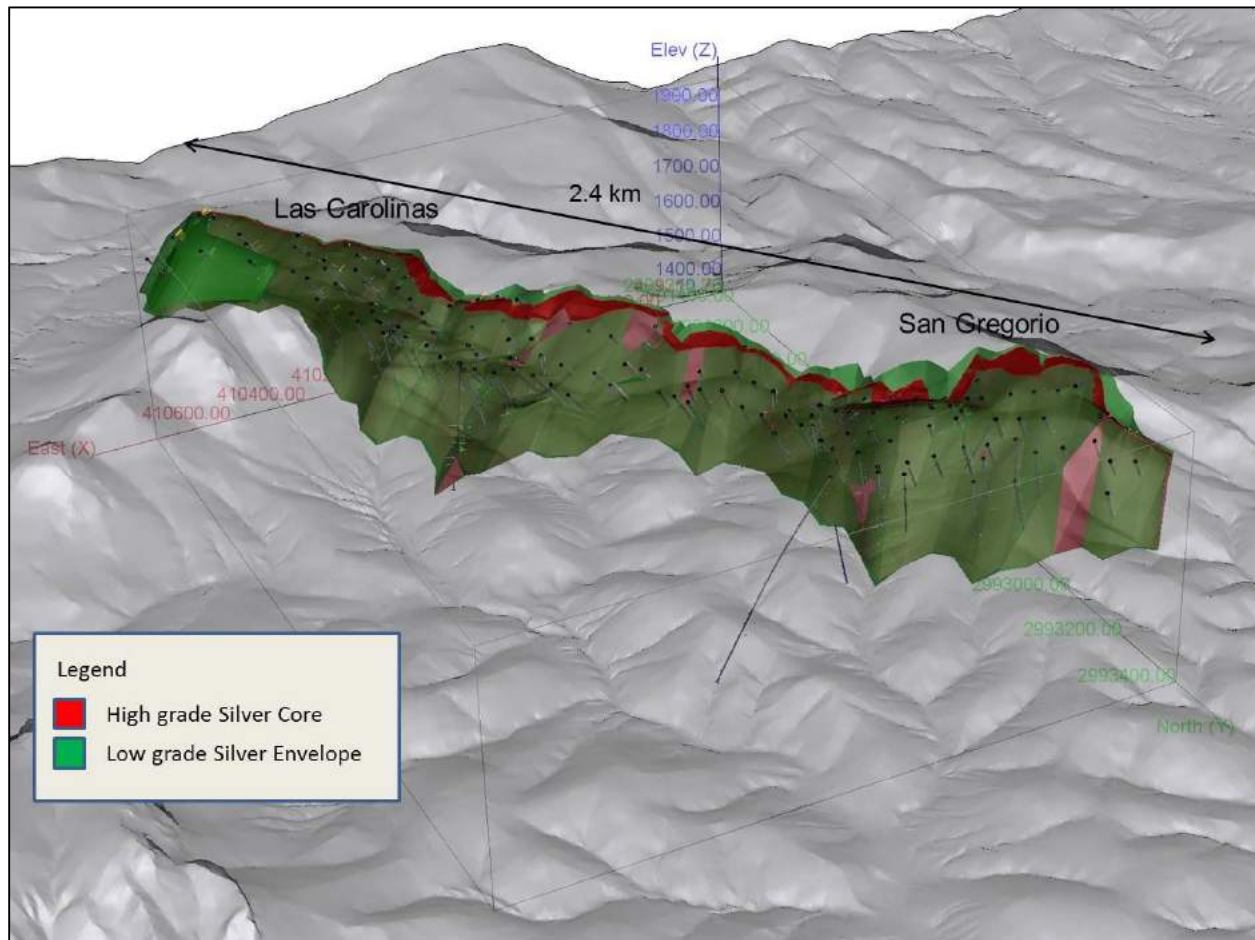 Elev (Z)
1900.00
1800.00
1700.00
1600.00
1500.00
1400.00
2.4 km
Las Carolinas
San Gregorio
410400.00
410600.00
East (X)
2993000.00
2993200.00
2993400.00
North (Y)
Legend
High grade Silver Core
Low grade Silver Envelope